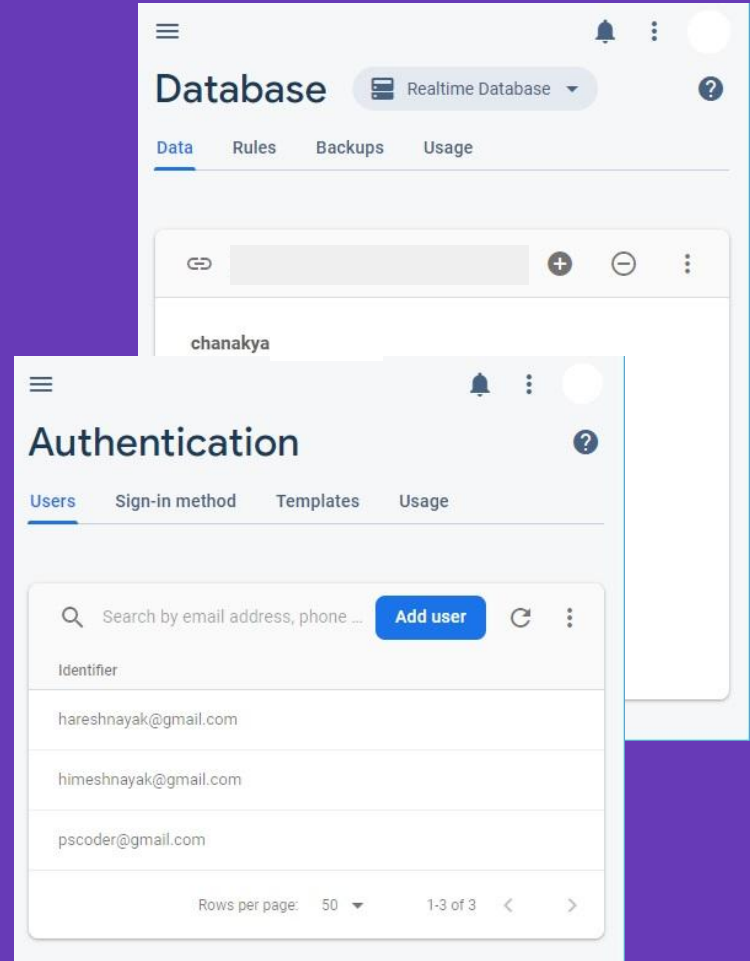 Database Realtime Database
Data Rules Backups Usage
chanakya
Authentication
Users Sign-in method Templates Usage
Search by email address, phone ... Add user
Identifier
hareshnayak@gmail.com
himeshnayak@gmail.com
pscoder@gmail.com
Rows per page: 50 1-3 of 3